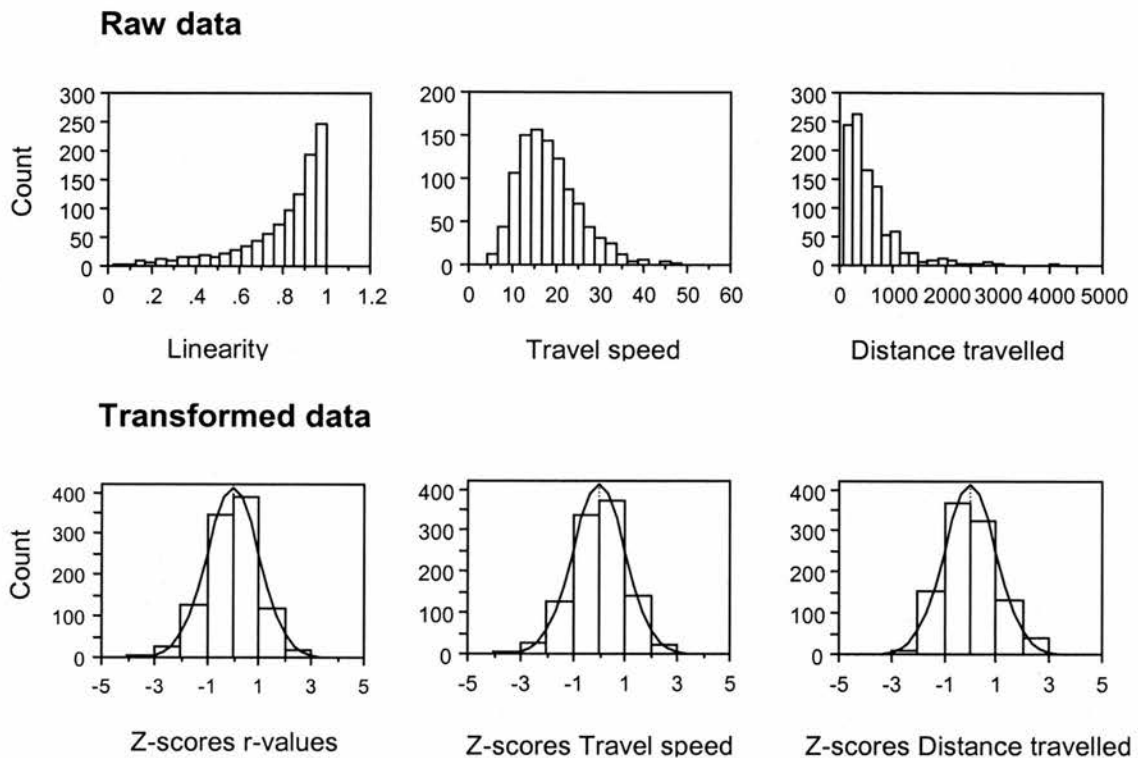 Raw data
300
250
200
150
100
50
0
Count
0 .2 .4 .6 .8 1 1.2
Linearity
200
150
100
50
0
0 10 20 30 40 50 60
Travel speed
300
250
200
150
100
50
0
0 1000 2000 3000 4000 5000
Distance travelled
Transformed data
400
300
200
100
0
Count
-5 -3 -1 1 3 5
Z-scores r-values
400
300
200
100
0
-5 -3 -1 1 3 5
Z-scores Travel speed
400
300
200
100
0
-5 -3 -1 1 3 5
Z-scores Distance travelled